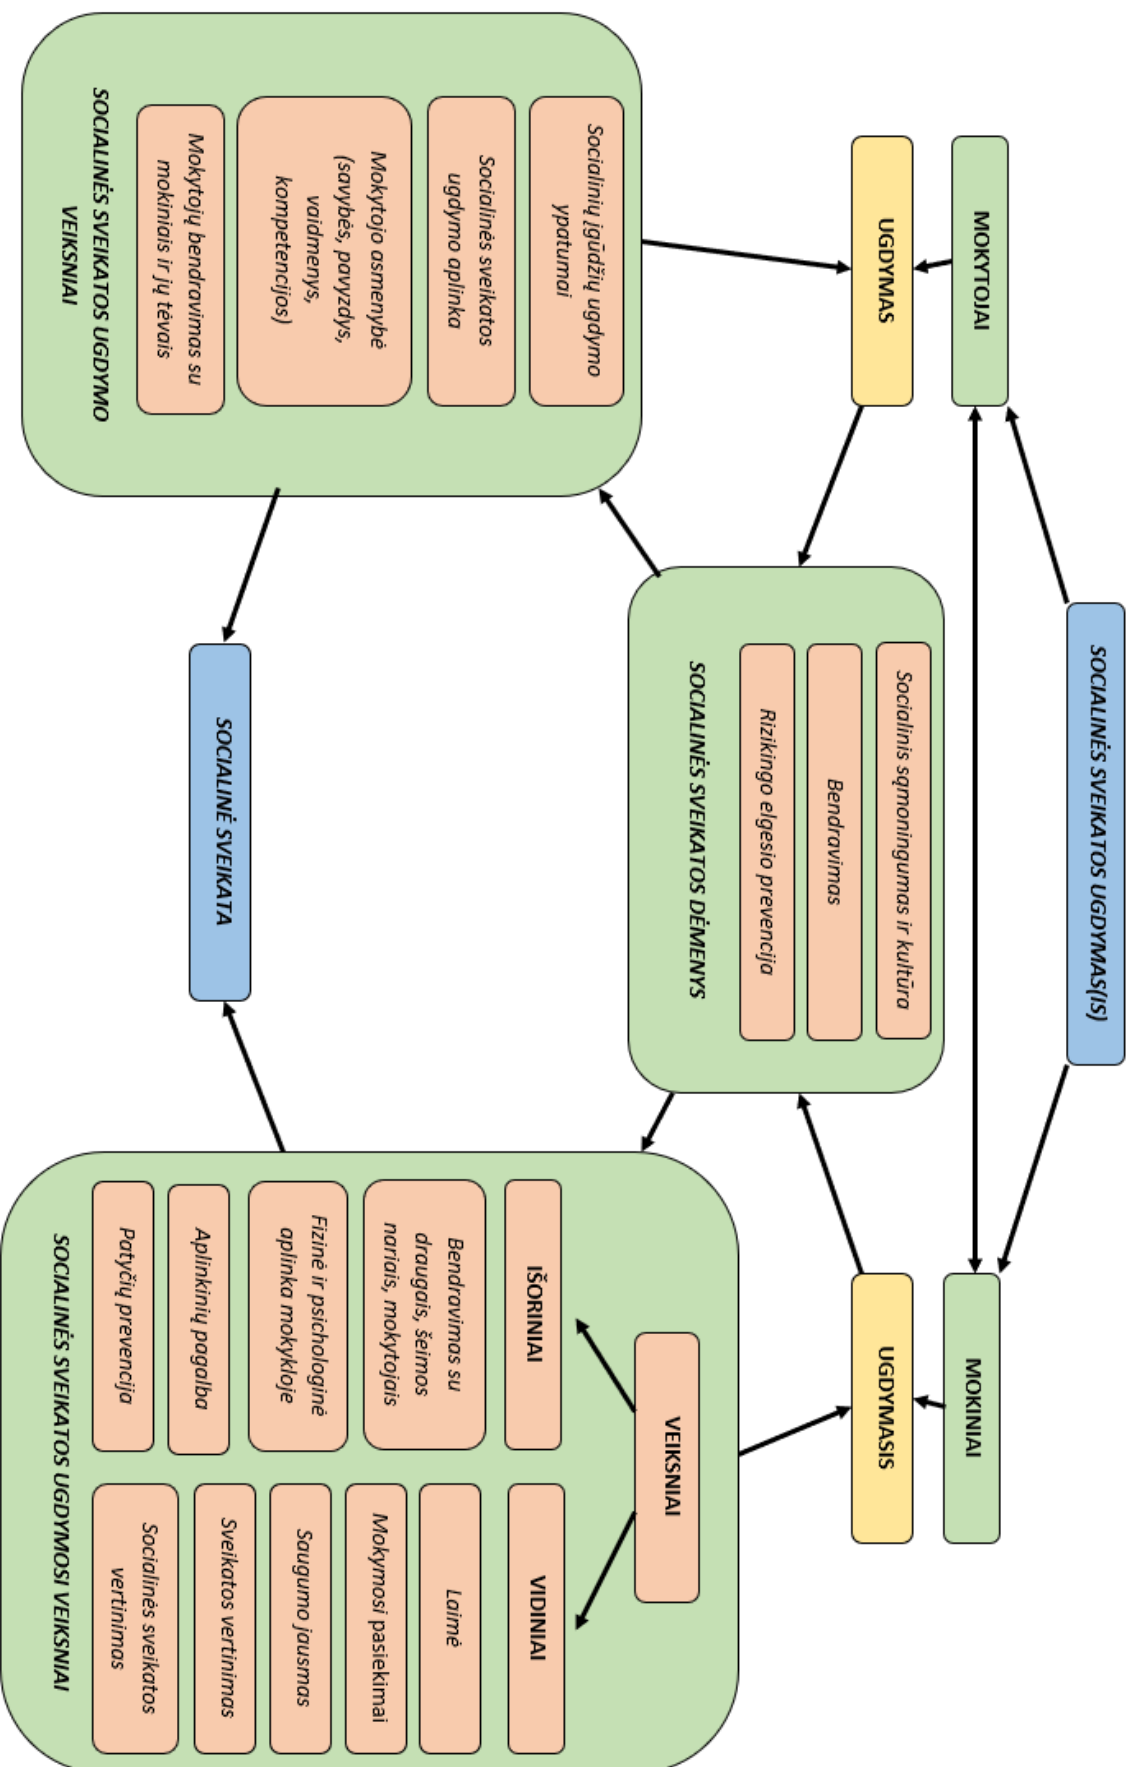 SOCIALINĖS SVEIKATOS UGDYMAS(IS)
MOKYTOJAI
MOKINIAI
UGDYMAS
UGDYMASIS
Socialinis sąmoningumas ir kultūra
Bendravimas
Rizikingo elgesio prevencija
SOCIALINĖS SVEIKATOS DĖMENYS
Socialinių įgūdžių ugdymo
ypatumai
Socialinės sveikatos
ugdymo aplinka
Mokytojo asmenybė
(savybės, pavyzdys,
vaidmenys,
kompetencijos)
Mokytojų bendravimas su
mokiniais ir jų tėvais
SOCIALINĖS SVEIKATOS UGDYMO
VEIKSNIAI
VEIKSNIAI
IŠORINIAI
Bendravimas su
draugais, šeimos
nariais, mokytojais
Fizinė ir psichologinė
aplinka mokykloje
Aplinkinių pagalba
Patyčių prevencija
VIDINIAI
Laimė
Mokymosi pasiekimai
Saugumo jausmas
Sveikatos vertinimas
Socialinės sveikatos
vertinimas
SOCIALINĖS SVEIKATOS UGDYMOSI VEIKSNIAI
SOCIALINĖ SVEIKATA